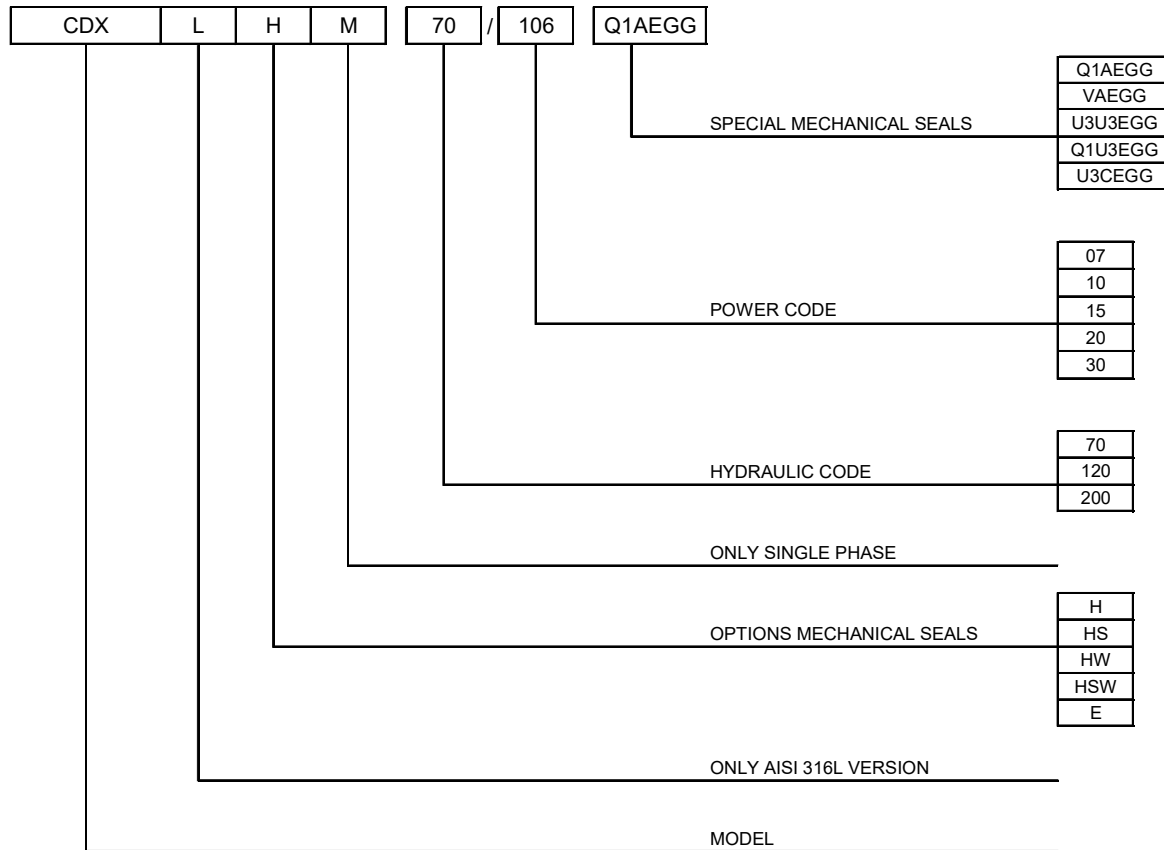 CDX L H M 70 / 106 Q1AEGG
Q1AEGG
VAEGG
SPECIAL MECHANICAL SEALS U3U3EGG
Q1U3EGG
U3CEGG
07
10
POWER CODE 15
20
30
70
HYDRAULIC CODE 120
200
ONLY SINGLE PHASE
H
OPTIONS MECHANICAL SEALS HS
HW
HSW
E
ONLY AISI 316L VERSION
MODEL